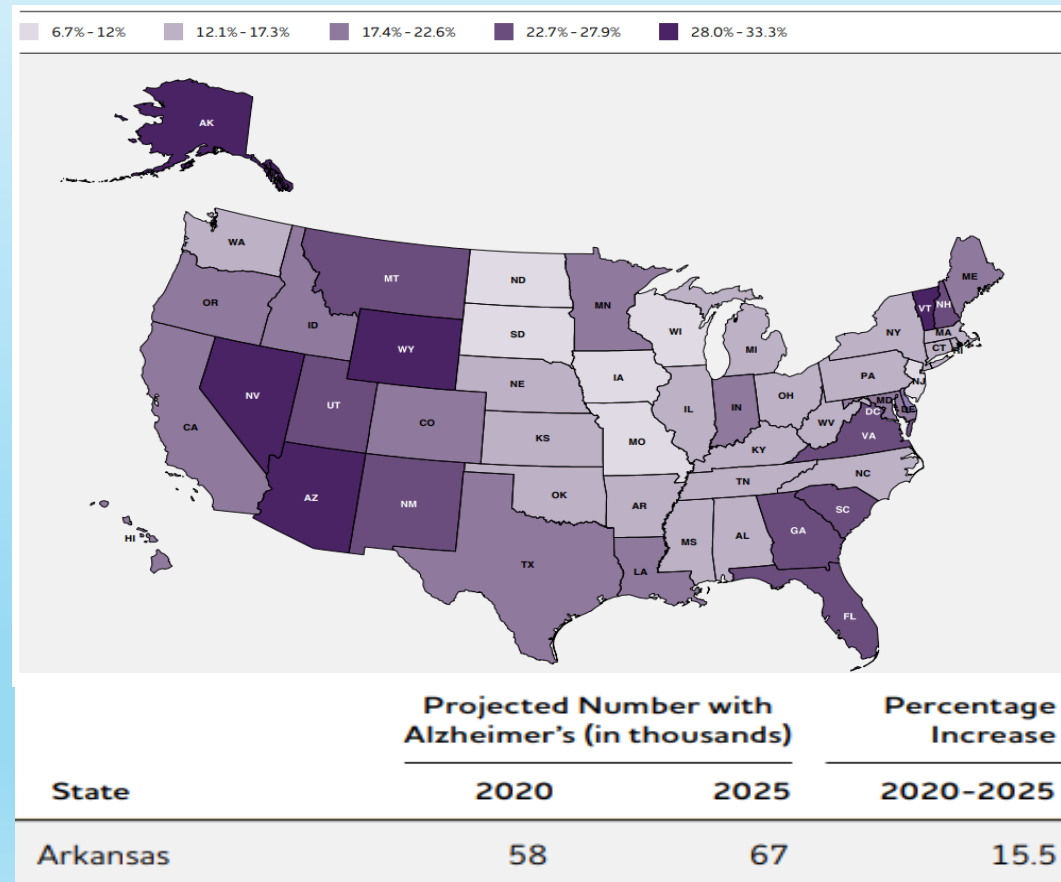 6.7% - 12%
12.1% - 17.3%
17.4% - 22.6%
22.7% - 27.9%
28.0% - 33.3%
AK
WA
MT
ND
MN
ME
OR
ID
SD
WI
VT
NH
WY
MI
NY
MA
CT
RI
NV
UT
NE
IA
PA
NJ
CA
CO
IL
IN
OH
MD
DE
DC
KS
MO
WV
VA
KY
AZ
NM
OK
AR
TN
NC
HI
TX
LA
MS
AL
GA
SC
FL
Projected Number with
Alzheimer's (in thousands)
Percentage
Increase
State 2020 2025 2020-2025
Arkansas 58 67 15.5